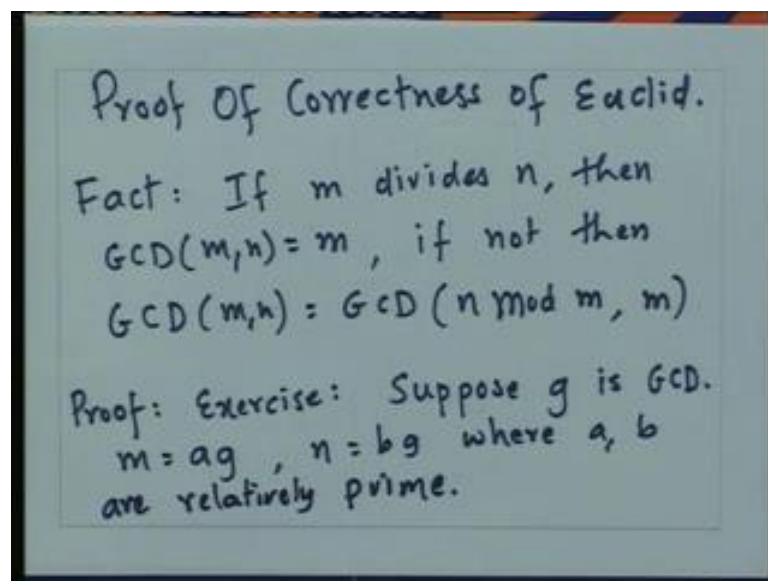 Proof Of Correctness of Euclid.
Fact: If m divides n, then
GCD(m,n) = m, if not then
GCD(m,n) = GCD (n mod m, m)
Proof: Exercise: Suppose g is GCD.
m = ag, n = bg where a, b
are relatively prime.